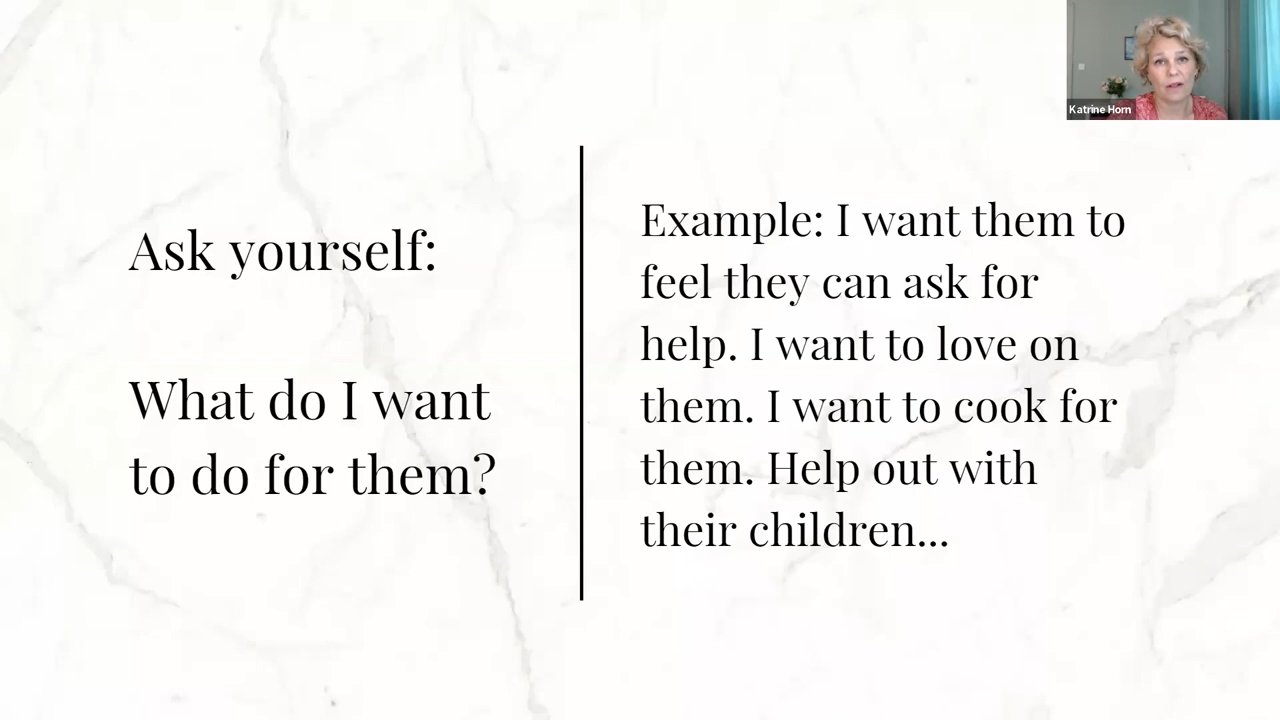 Katrine Horn
Ask yourself:
What do I want
to do for them?
Example: I want them to
feel they can ask for
help. I want to love on
them. I want to cook for
them. Help out with
their children...